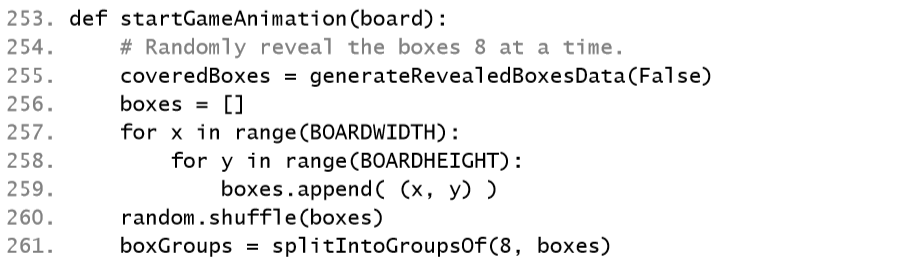 253. def startGameAnimation(board):
254.     # Randomly reveal the boxes 8 at a time.
255.     coveredBoxes = generateRevealedBoxesData(False)
256.     boxes = []
257.     for x in range(BOARDWIDTH):
258.         for y in range(BOARDHEIGHT):
259.             boxes.append( (x, y) )
260.     random.shuffle(boxes)
261.     boxGroups = splitIntoGroupsOf(8, boxes)